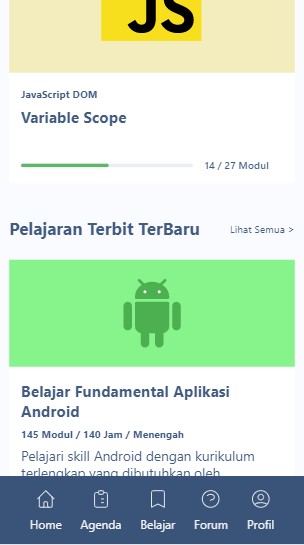 JS
JavaScript DOM
Variable Scope
14 / 27 Modul
Pelajaran Terbit TerBaru
Lihat Semua >
Belajar Fundamental Aplikasi
Android
145 Modul / 140 Jam / Menengah
Pelajari skill Android dengan kurikulum
terlengkap yang dibutuhkan oleh
Home Agenda Belajar Forum Profil